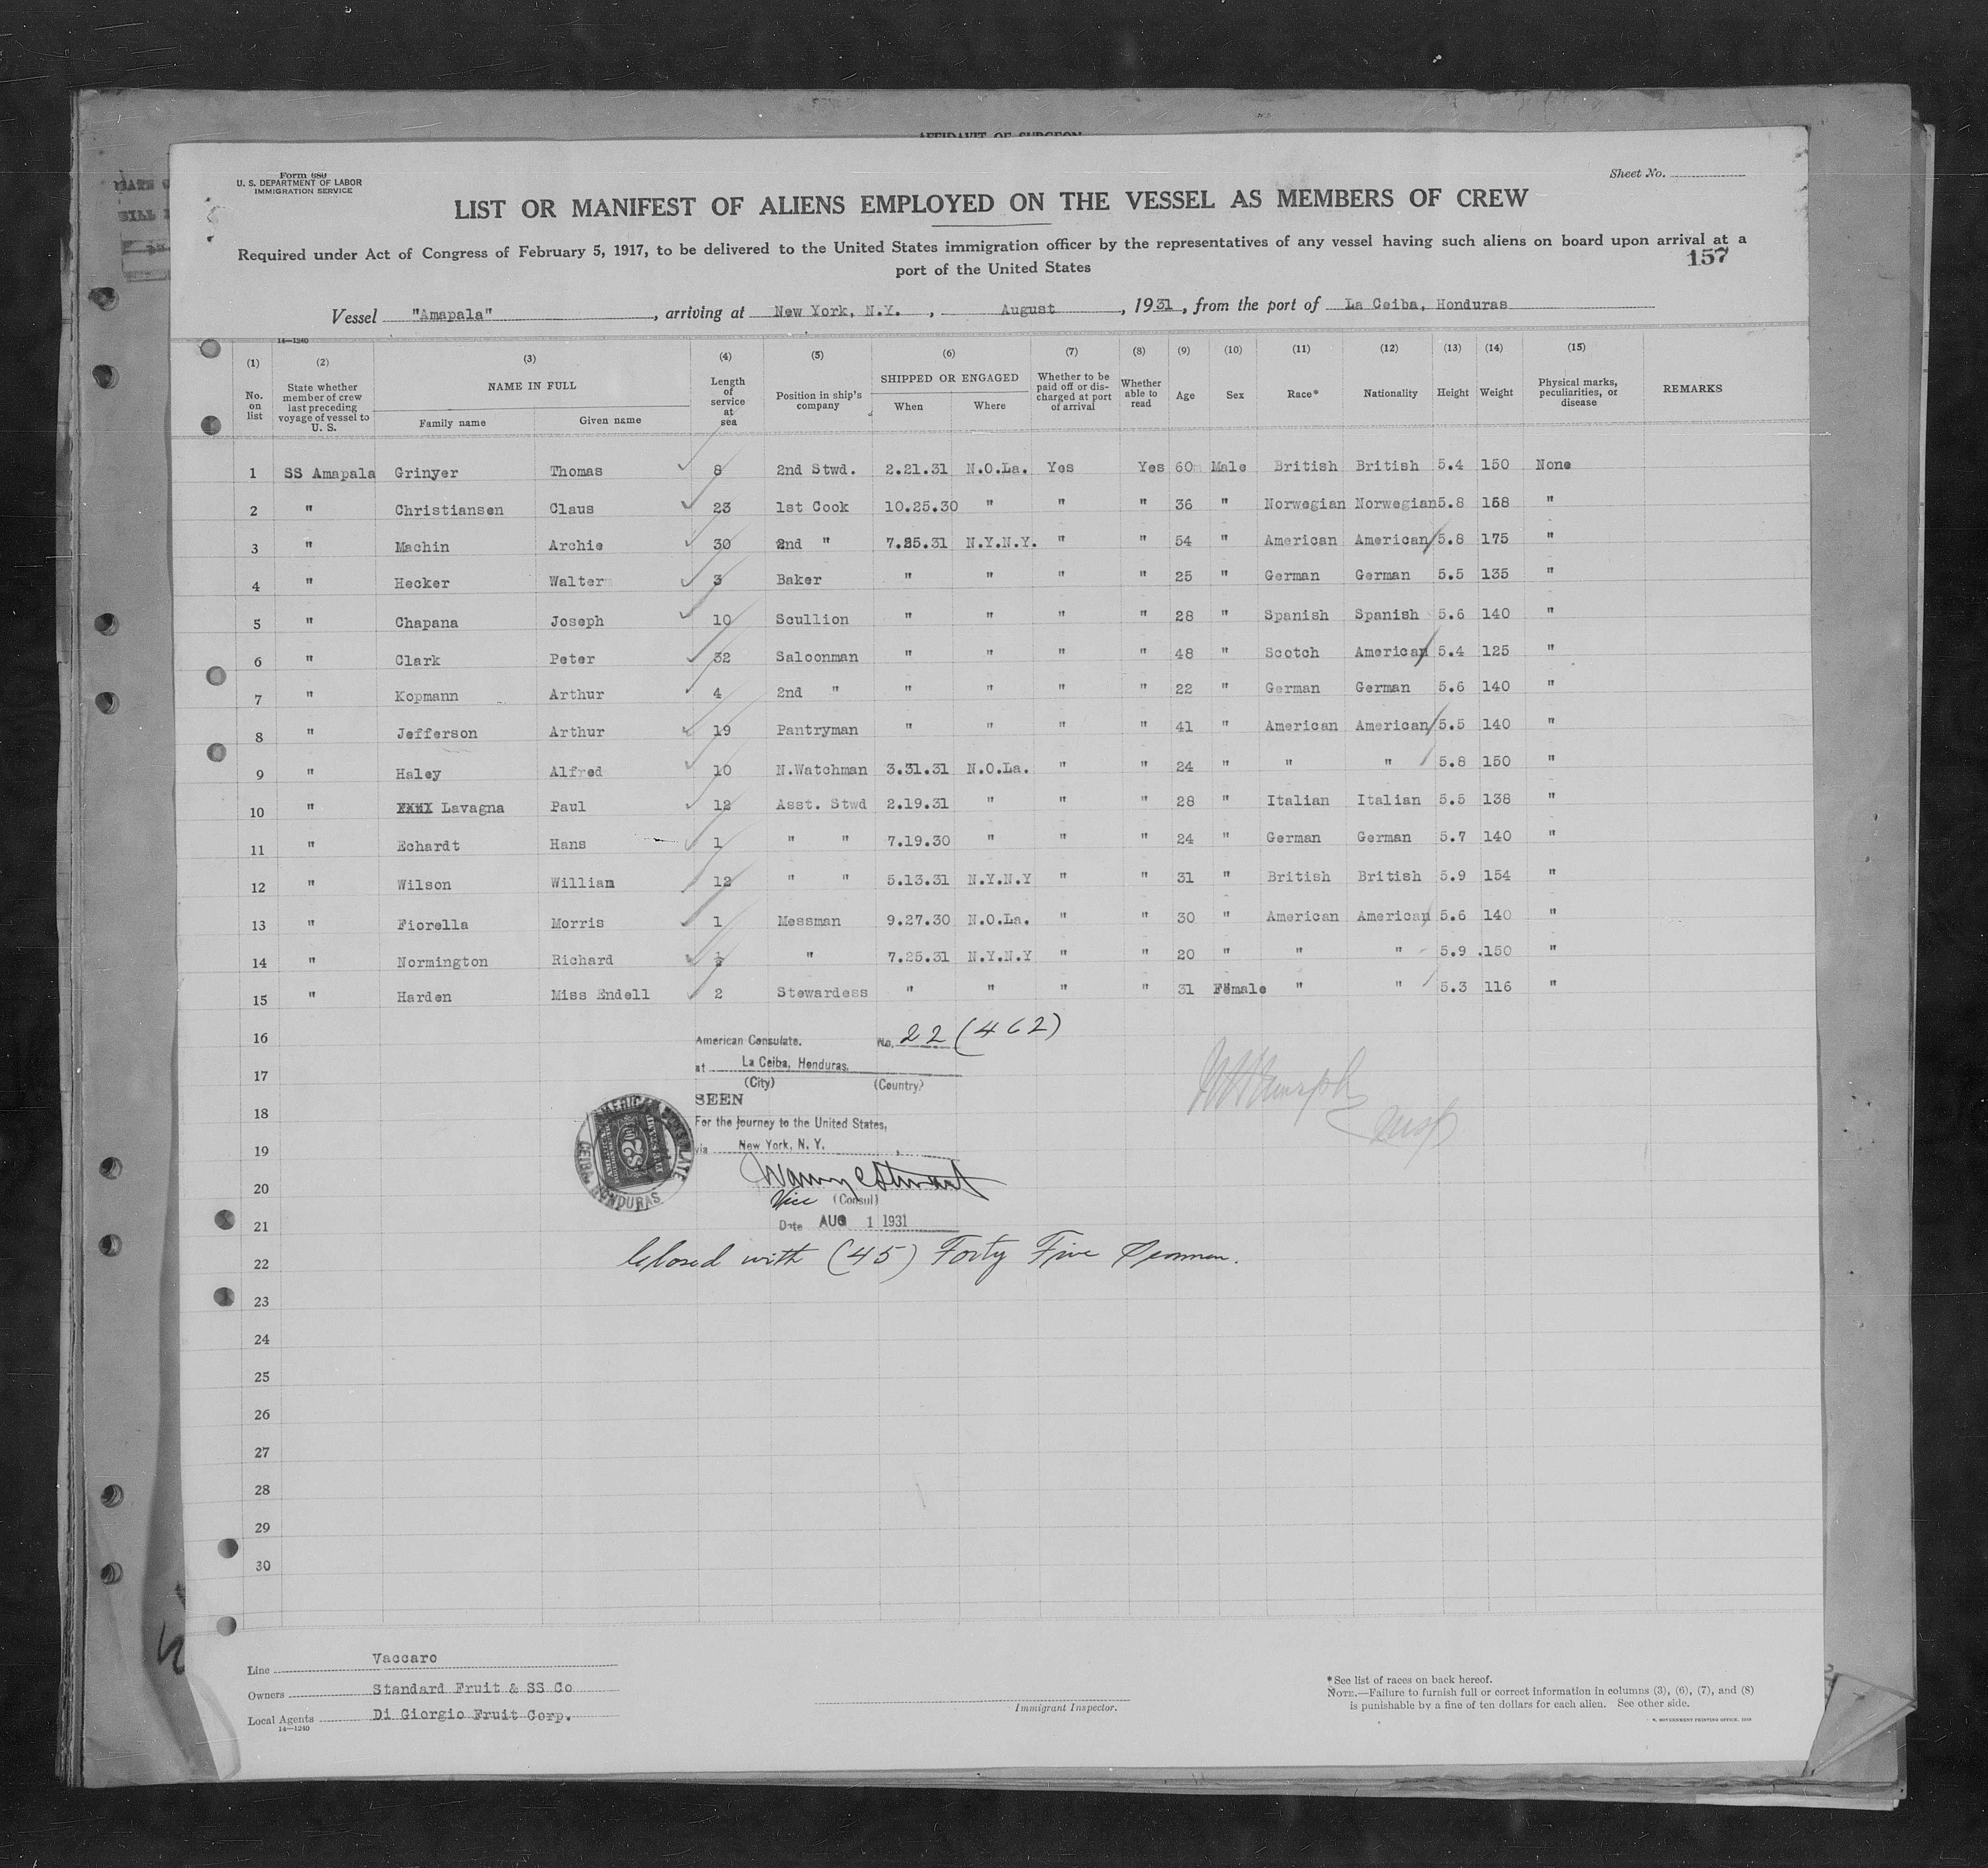 AFFIDAVIT OF SURGEON
Form 680
U. S. DEPARTMENT OF LABOR
IMMIGRATION SERVICE
Sheet No.
LIST OR MANIFEST OF ALIENS EMPLOYED ON THE VESSEL AS MEMBERS OF CREW
Required under Act of Congress of February 5, 1917, to be delivered to the United States immigration officer by the representatives of any vessel having such aliens on board upon arrival at a
port of the United States
157
Vessel "Amapala", arriving at New York, N.Y., August, 1931, from the port of La Ceiba, Honduras
14—1240
(1) (2) (3) (4) (5) (6) (7) (8) (9) (10) (11) (12) (13) (14) (15)
No. on list State whether member of crew last preceding voyage of vessel to U. S. NAME IN FULL Family name Given name Length of service at sea Position in ship's company SHIPPED OR ENGAGED When Where Whether to be paid off or discharged at port of arrival Whether able to read Age Sex Race* Nationality Height Weight Physical marks, peculiarities, or disease REMARKS
1 SS Amapala Grinyer Thomas 8 2nd Stwd. 2.21.31 N.O.La. Yes Yes 60 Male British British 5.4 150 None
2 " Christiansen Claus 23 1st Cook 10.25.30 " " " 36 " Norwegian Norwegian 5.8 158 "
3 " Machin Archie 30 2nd " 7.25.31 N.Y.N.Y. " " 54 " American American 5.8 175 "
4 " Hecker Walter 3 Baker " " " " 25 " German German 5.5 135 "
5 " Chapana Joseph 10 Scullion " " " " 28 " Spanish Spanish 5.6 140 "
6 " Clark Peter 32 Saloonman " " " " 48 " Scotch American 5.4 125 "
7 " Kopmann Arthur 4 2nd " " " " " 22 " German German 5.6 140 "
8 " Jefferson Arthur 19 Pantryman " " " " 41 " American American 5.5 140 "
9 " Haley Alfred 10 N.Watchman 3.31.31 N.O.La. " " 24 " " " 5.8 150 "
10 " Lavagna Paul 12 Asst. Stwd 2.19.31 " " " 28 " Italian Italian 5.5 138 "
11 " Echardt Hans 1 " " 7.19.30 " " " 24 " German German 5.7 140 "
12 " Wilson William 12 " " 5.13.31 N.Y.N.Y " " 31 " British British 5.9 154 "
13 " Fiorella Morris 1 Messman 9.27.30 N.O.La. " " 30 " American American 5.6 140 "
14 " Normington Richard ½ " 7.25.31 N.Y.N.Y " " 20 " " " 5.9 150 "
15 " Harden Miss Endell 2 Stewardess " " " " 31 Female " " 5.3 116 "
16
17
18
19
20
21
22
23
24
25
26
27
28
29
30
American Consulate. No. 22 (462)
at La Ceiba, Honduras.
(City) (Country)
SEEN
For the journey to the United States,
via New York, N. Y.,
Vice (Consul)
Date AUG 1 1931
AMERICAN CONSULATE
CEIBA, HONDURAS
$2
Closed with (45) Forty Five Seamen.
Line Vaccaro
Owners Standard Fruit & SS Co
Local Agents Di Giorgio Fruit Corp.
14—1240
Immigrant Inspector.
*See list of races on back hereof.
NOTE.—Failure to furnish full or correct information in columns (3), (6), (7), and (8)
is punishable by a fine of ten dollars for each alien. See other side.